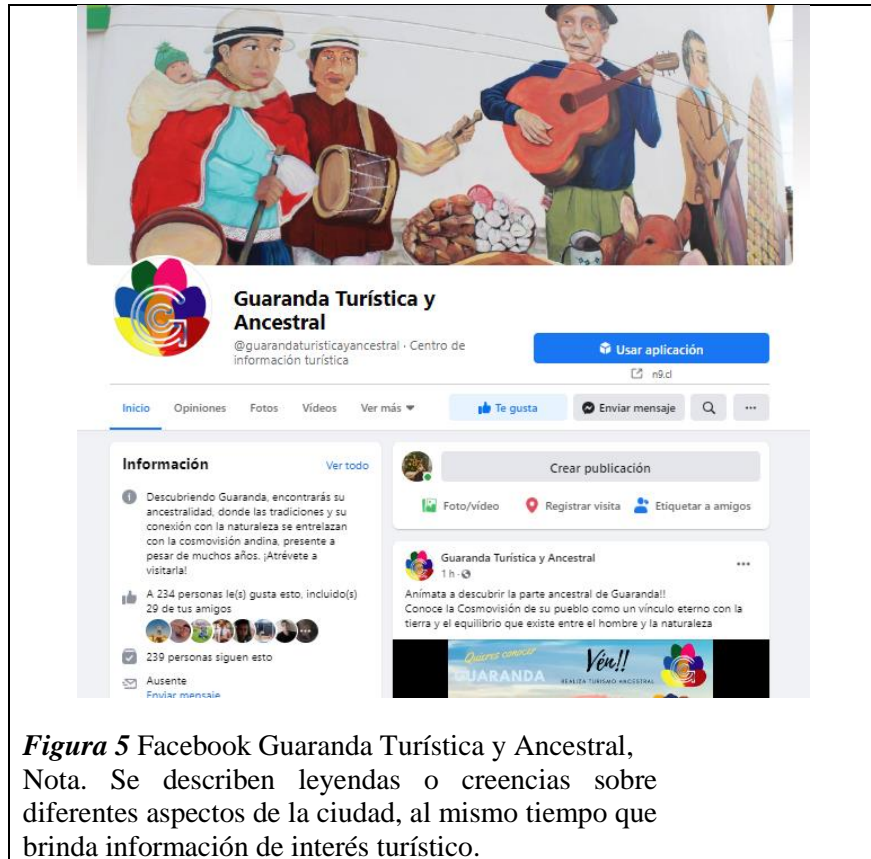 Guaranda Turística y
Ancestral
@guarandaturisticayancestral · Centro de
información turística
Usar aplicación
n9.cl
Inicio Opiniones Fotos Vídeos Ver más
Te gusta Enviar mensaje
Información Ver todo
Descubriendo Guaranda, encontrarás su
ancestralidad, donde las tradiciones y su
conexión con la naturaleza se entrelazan
con la cosmovisión andina, presente a
pesar de muchos años. ¡Atrévete a
visitarla!
A 234 personas le(s) gusta esto, incluido(s)
29 de tus amigos
239 personas siguen esto
Ausente
Enviar mensaje
Crear publicación
Foto/vídeo Registrar visita Etiquetar a amigos
Guaranda Turística y Ancestral
1 h ·
Anímata a descubrir la parte ancestral de Guaranda!!
Conoce la Cosmovisión de su pueblo como un vínculo eterno con la
tierra y el equilibrio que existe entre el hombre y la naturaleza
Quieres conocer
GUARANDA
Vén!!
REALIZA TURISMO ANCESTRAL
G
Figura 5 Facebook Guaranda Turística y Ancestral,
Nota. Se describen leyendas o creencias sobre
diferentes aspectos de la ciudad, al mismo tiempo que
brinda información de interés turístico.